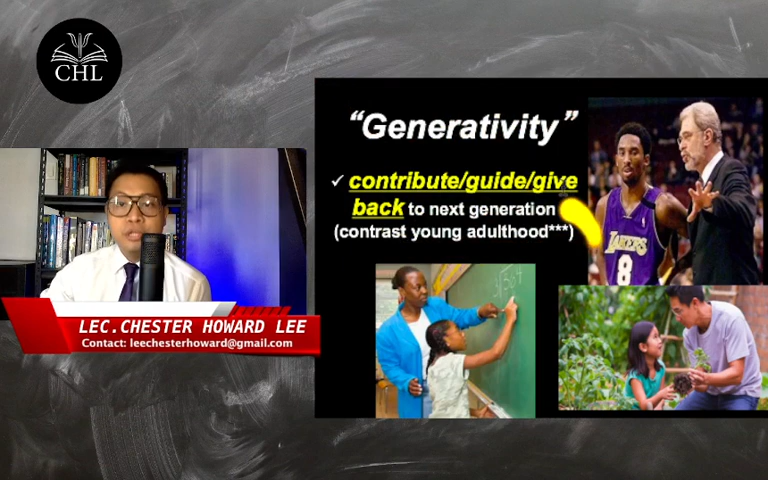 CHL
"Generativity"
✓ contribute/guide/give
back to next generation
(contrast young adulthood***)
LAKERS
8
LEC.CHESTER HOWARD LEE
Contact: leechesterhoward@gmail.com